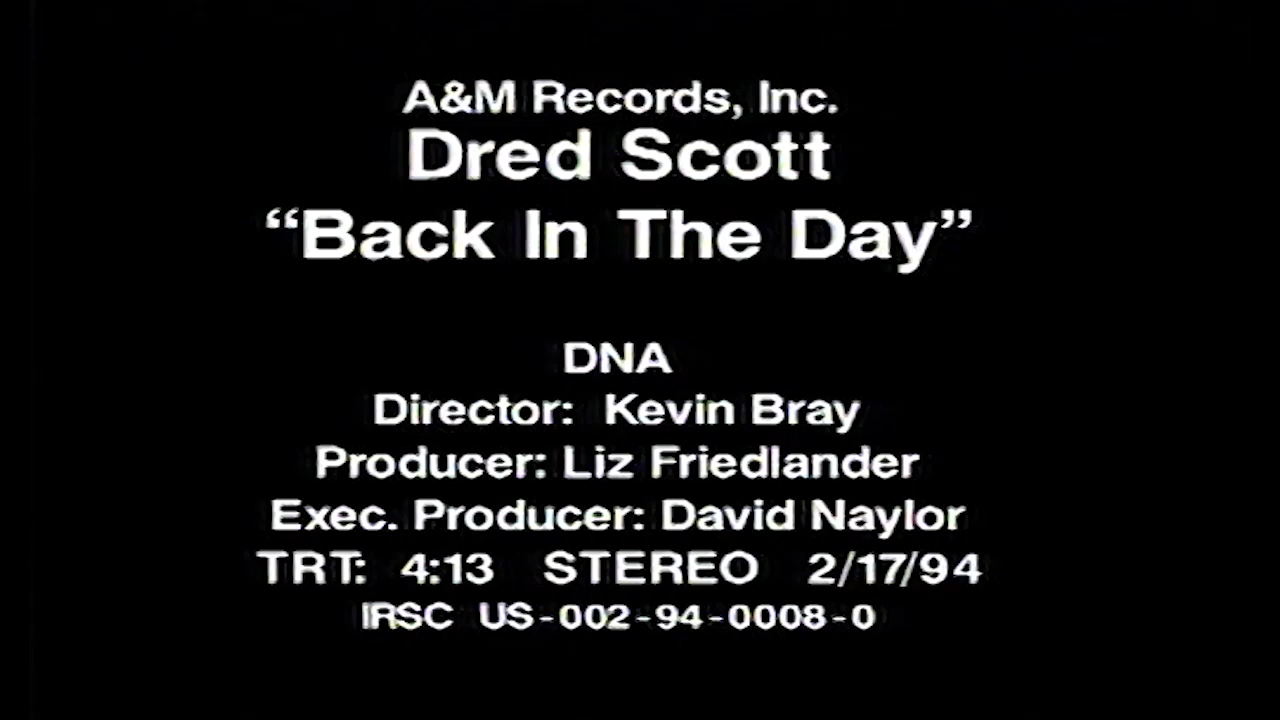 A&M Records, Inc.
Dred Scott
“Back In The Day”
DNA
Director: Kevin Bray
Producer: Liz Friedlander
Exec. Producer: David Naylor
TRT: 4:13 STEREO 2/17/94
IRSC US-002-94-0008-0